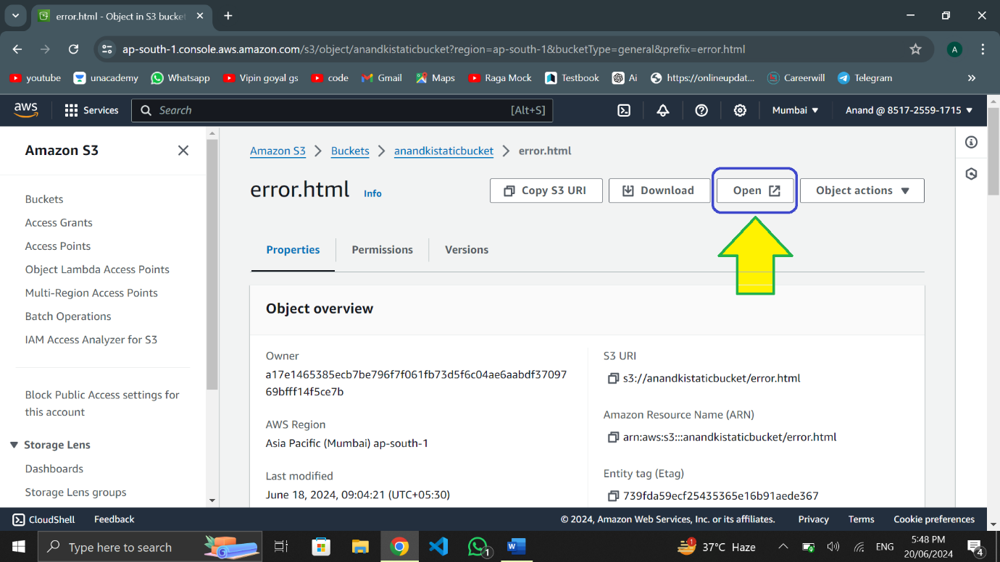 error.html - Object in S3 bucket
ap-south-1.console.aws.amazon.com/s3/object/anandkistaticbucket?region=ap-south-1&bucketType=general&prefix=error.html
A
youtube unacademy Whatsapp Vipin goyal gs code Gmail Maps Raga Mock Testbook Ai https://onlineupdat... Careerwill Telegram
aws Services Search [Alt+S] Mumbai Anand @ 8517-2559-1715
Amazon S3
Buckets
Access Grants
Access Points
Object Lambda Access Points
Multi-Region Access Points
Batch Operations
IAM Access Analyzer for S3
Block Public Access settings for
this account
Storage Lens
Dashboards
Storage Lens groups
Amazon S3 Buckets anandkistaticbucket error.html
error.html Info
Copy S3 URI Download Open Object actions
Properties Permissions Versions
Object overview
Owner
a17e1465385ecb7be796f7f061fb73d5f6c04ae6aabdf37097
69bfff14f5ce7b
AWS Region
Asia Pacific (Mumbai) ap-south-1
Last modified
June 18, 2024, 09:04:21 (UTC+05:30)
S3 URI
s3://anandkistaticbucket/error.html
Amazon Resource Name (ARN)
arn:aws:s3:::anandkistaticbucket/error.html
Entity tag (Etag)
739fda59ecf25435365e16b91aede367
CloudShell Feedback © 2024, Amazon Web Services, Inc. or its affiliates. Privacy Terms Cookie preferences
Type here to search 1 1 37°C Haze ENG 5:48 PM
20/06/2024 4